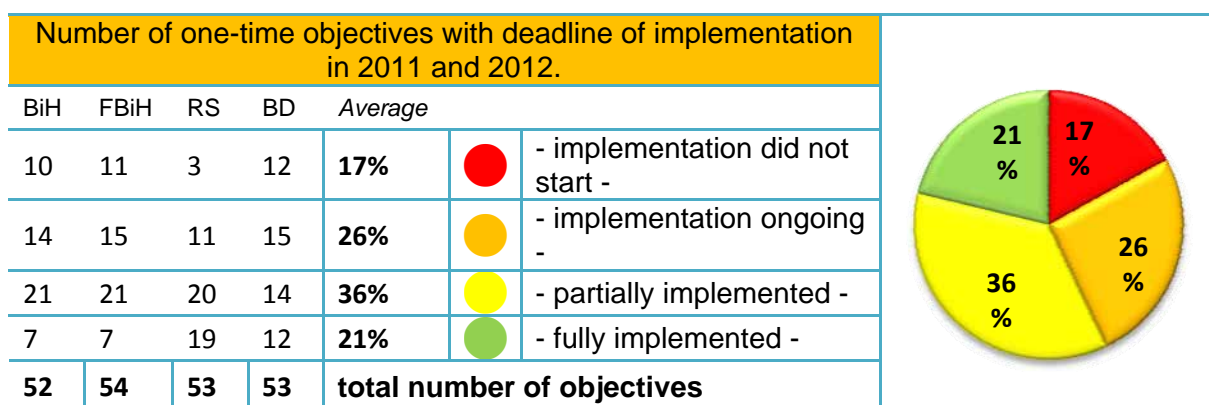 Number of one-time objectives with deadline of implementation
in 2011 and 2012.
BiH FBiH RS BD Average
10 11 3 12 17% - implementation did not
start -
14 15 11 15 26% - implementation ongoing
-
21 21 20 14 36% - partially implemented -
7 7 19 12 21% - fully implemented -
52 54 53 53 total number of objectives
21
%
17
%
26
%
36
%